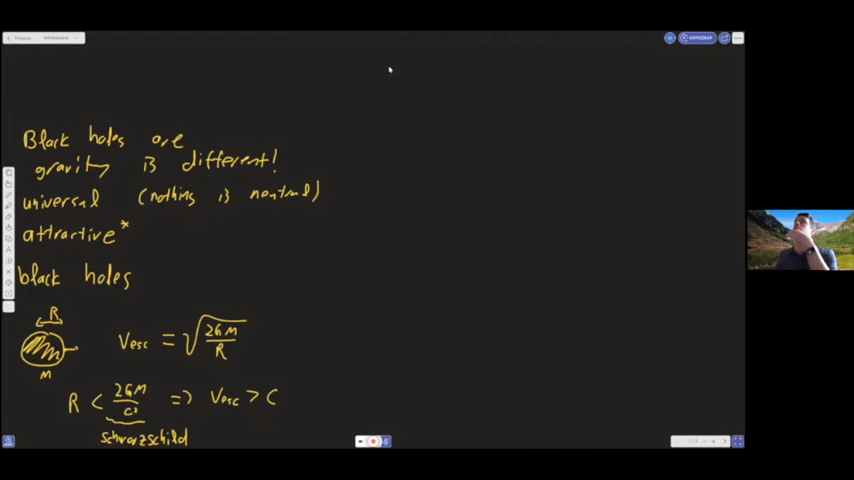 Black holes are
gravity is different!
universal (nothing is neutral)
attractive*
black holes
R
M
Vesc = √(2GM/R)
R < 2GM/c² => Vesc > C
schwarzschild